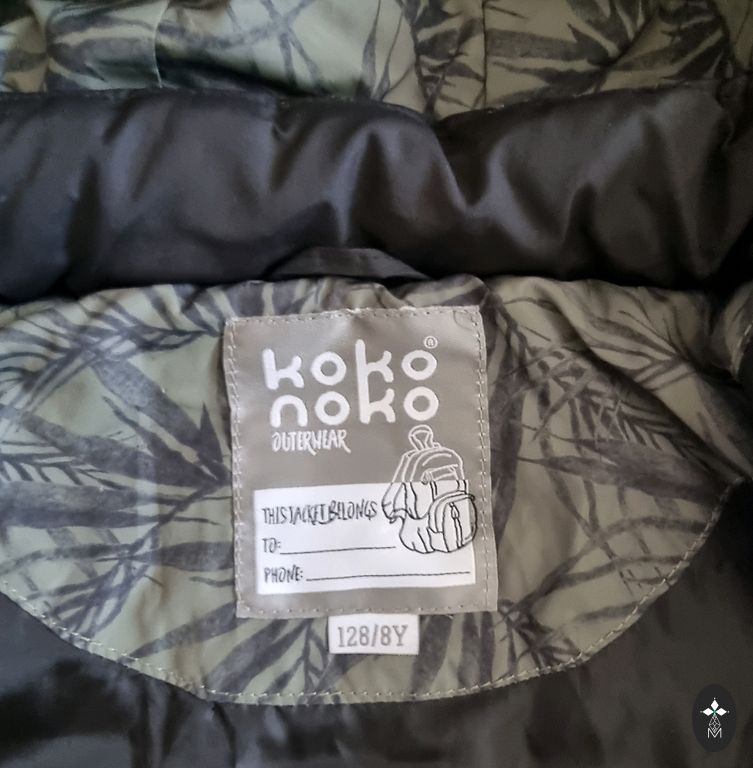 koko®
noko
OUTERWEAR
THIS JACKET BELONGS
TO:
PHONE:
128/8Y
M